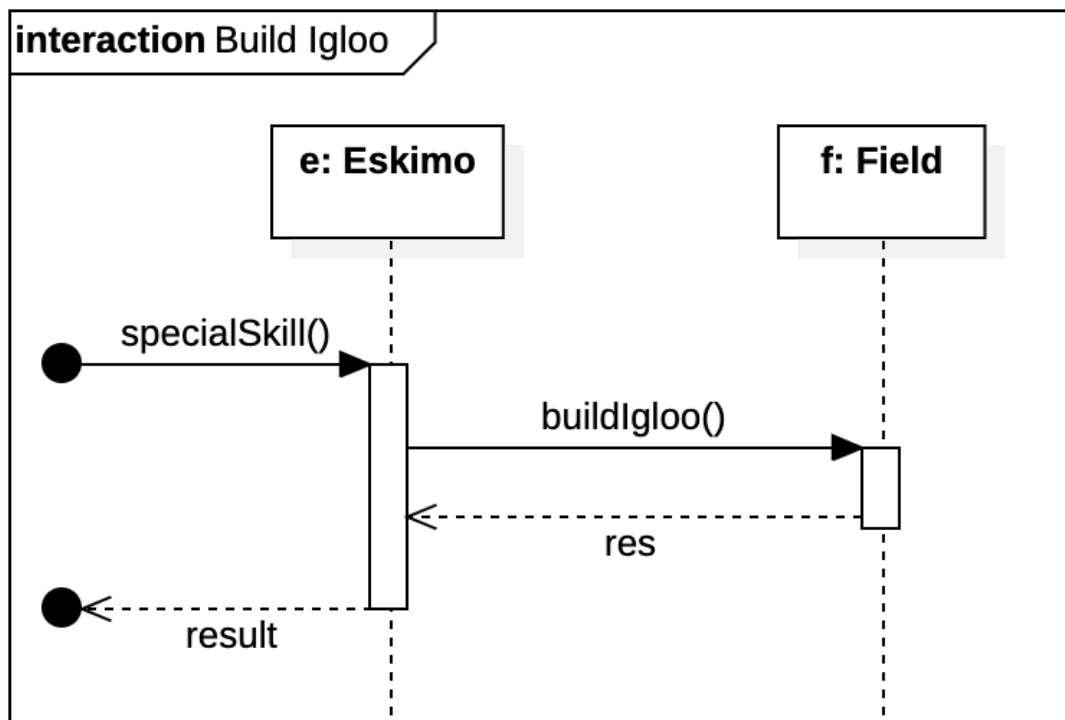 interaction Build Igloo
e: Eskimo
f: Field
specialSkill()
buildIgloo()
res
result